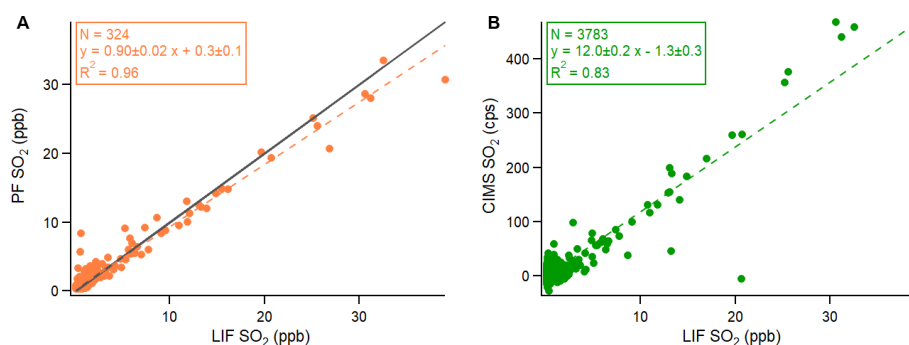 A
N = 324
y = 0.90±0.02 x + 0.3±0.1
R² = 0.96
30
20
10
0
PF SO₂ (ppb)
10
20
30
LIF SO₂ (ppb)
B
N = 3783
y = 12.0±0.2 x - 1.3±0.3
R² = 0.83
400
300
200
100
0
CIMS SO₂ (cps)
10
20
30
LIF SO₂ (ppb)